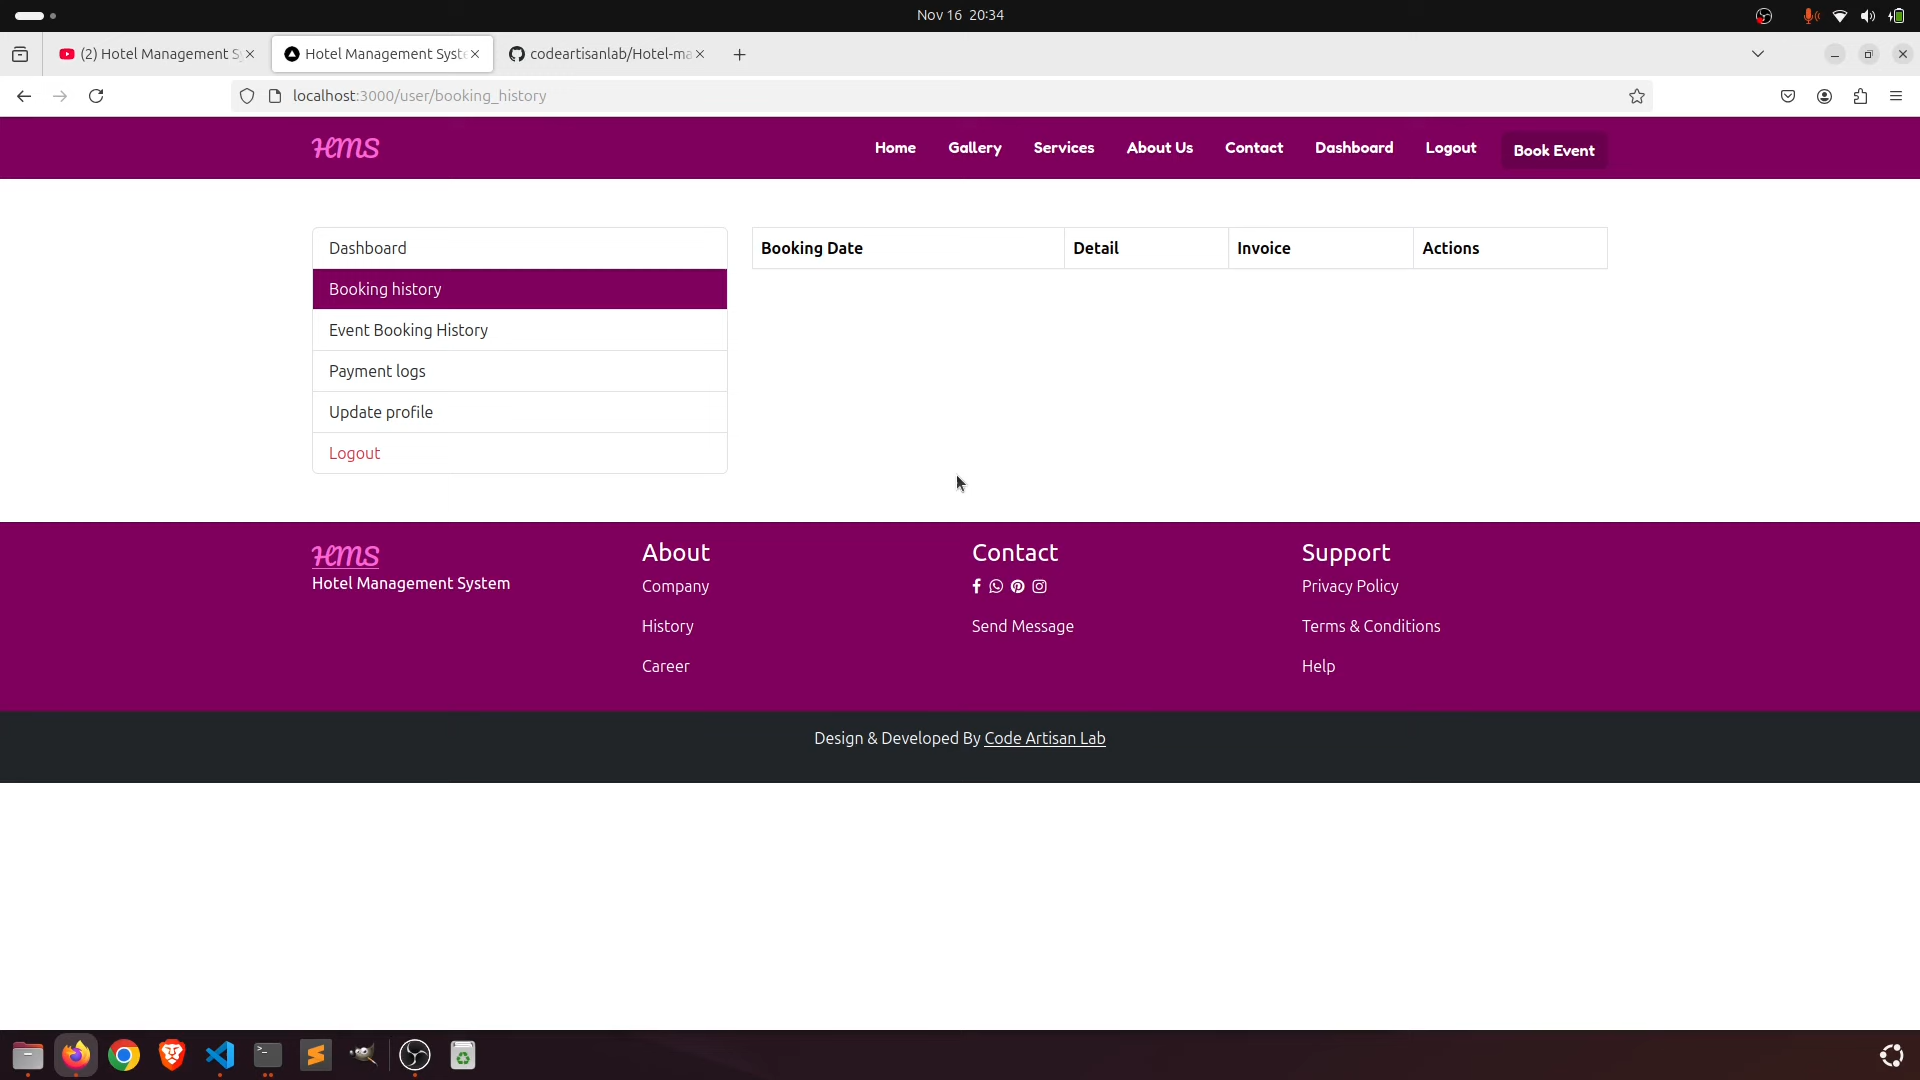 Nov 16 20:34
(2) Hotel Management S
Hotel Management Syste
codeartisanlab/Hotel-ma
localhost:3000/user/booking_history
HMS
Home
Gallery
Services
About Us
Contact
Dashboard
Logout
Book Event
Dashboard
Booking history
Event Booking History
Payment logs
Update profile
Logout
Booking Date Detail Invoice Actions
HMS
Hotel Management System
About
Company
History
Career
Contact
Send Message
Support
Privacy Policy
Terms & Conditions
Help
Design & Developed By Code Artisan Lab